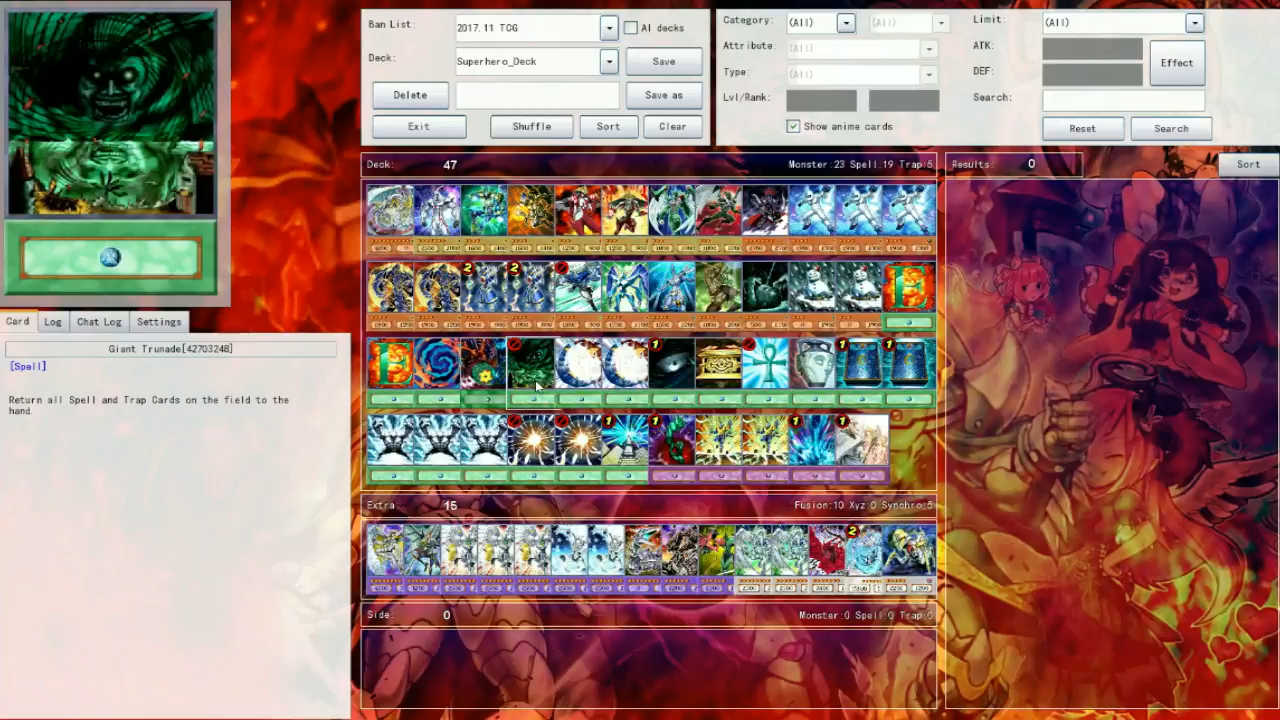 Ban List:
2017.11 TCG
AI decks
Deck:
Superhero_Deck
Save
Delete
Save as
Exit
Shuffle
Sort
Clear
Category:
(All)
(All)
Limit:
(All)
Attribute:
(All)
ATK:
Effect
Type:
(All)
DEF:
Lvl/Rank:
Search:
Show anime cards
Reset
Search
Deck:
47
Monster:23 Spell:19 Trap:5
Results:
0
Sort
Card
Log
Chat Log
Settings
Giant Trunade[42703248]
[Spell]
Return all Spell and Trap Cards on the field to the
hand.
Extra
15
Fusion:10 Xyz:0 Synchro:5
Side:
0
Monster:0 Spell:0 Trap:0